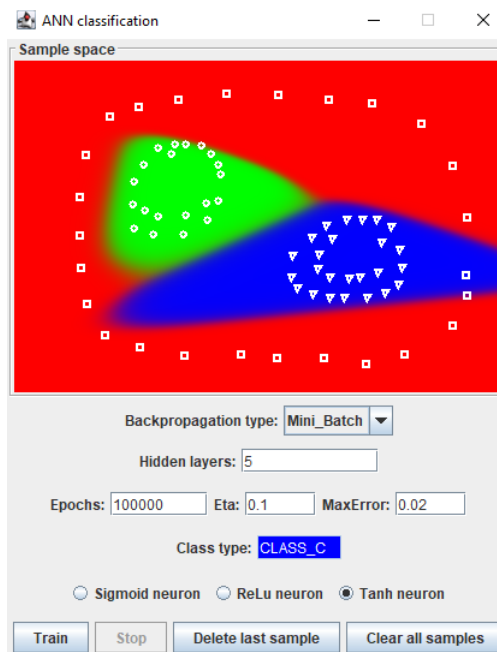 ANN classification
Sample space
Backpropagation type: Mini_Batch
Hidden layers: 5
Epochs: 100000 Eta: 0.1 MaxError: 0.02
Class type: CLASS_C
Sigmoid neuron ReLu neuron Tanh neuron
Train Stop Delete last sample Clear all samples